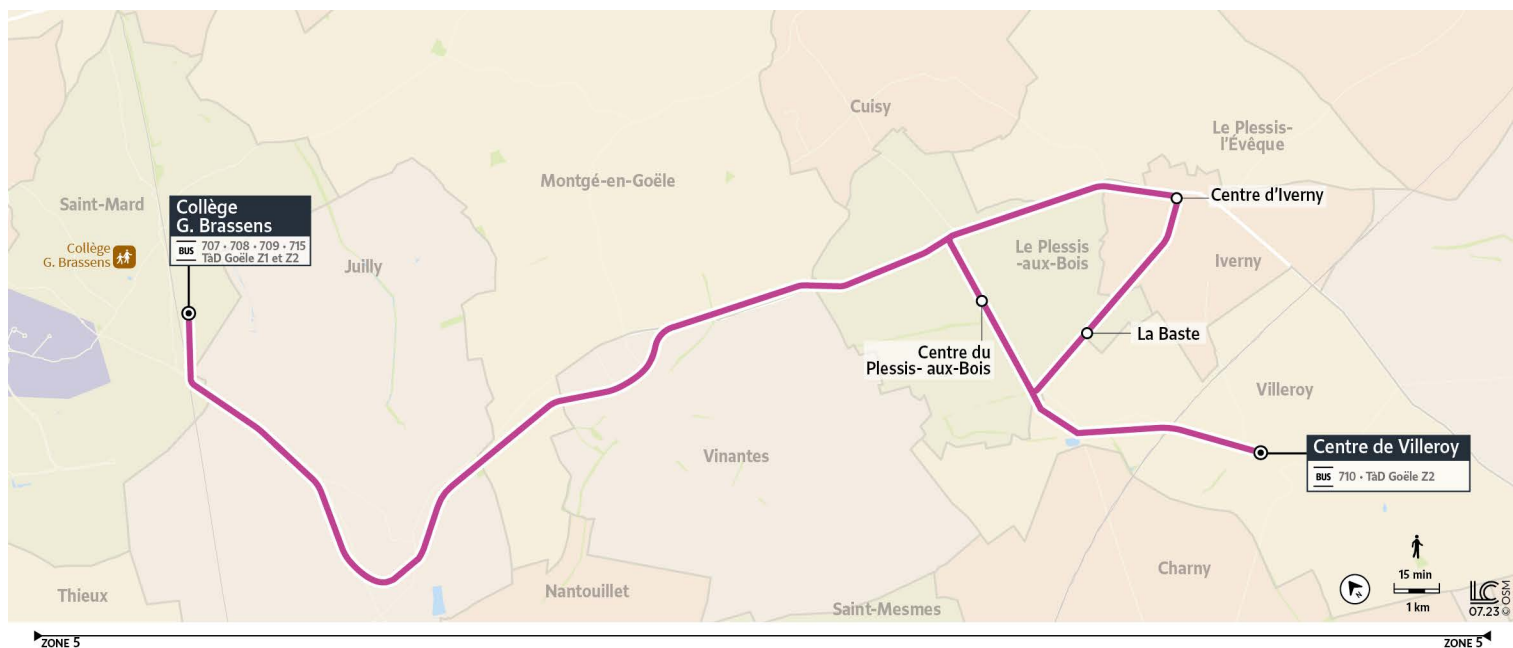 Cuisy
Le Plessis-
l'Évêque
Montgé-en-Goële
Saint-Mard
Collège
G. Brassens
BUS 707 • 708 • 709 • 715
TàD Goële Z1 et Z2
Centre d'Iverny
Collège
G. Brassens
Juilly
Le Plessis
-aux-Bois
Iverny
La Baste
Centre du
Plessis- aux-Bois
Villeroy
Vinantes
Centre de Villeroy
BUS 710 • TàD Goële Z2
Charny
Thieux
Nantouillet
Saint-Mesmes
N
15 min
1 km
LC
07.23
© OSM
ZONE 5
ZONE 5